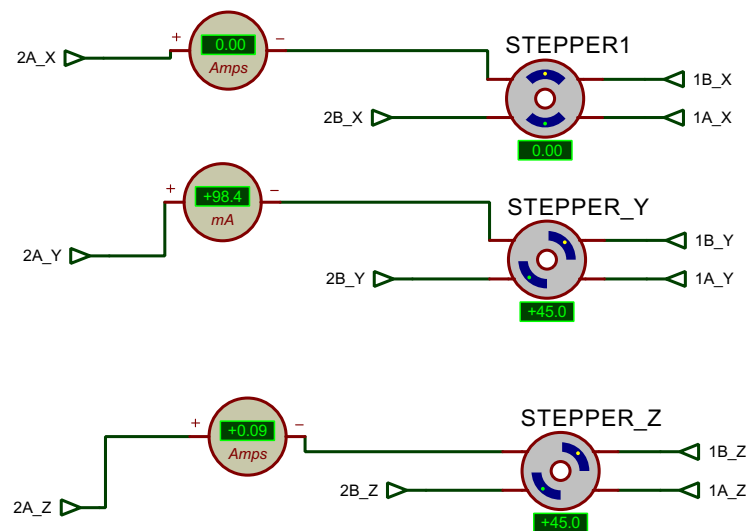 2A_X
+
0.00
Amps
−
STEPPER1
1B_X
2B_X
1A_X
0.00
+
+98.4
mA
−
STEPPER_Y
1B_Y
2A_Y
2B_Y
1A_Y
+45.0
+
+0.09
Amps
−
STEPPER_Z
1B_Z
2A_Z
2B_Z
1A_Z
+45.0